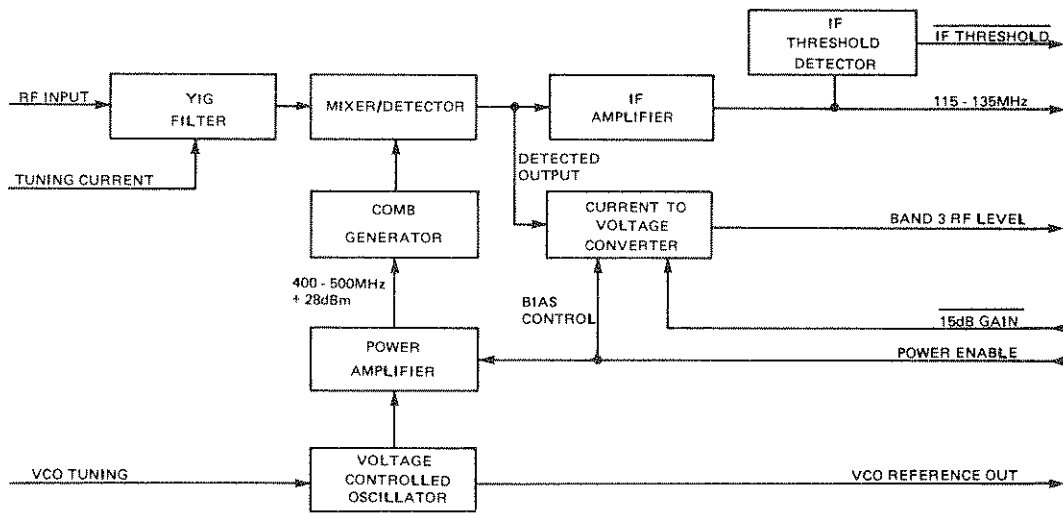 IF
THRESHOLD
DETECTOR
IF THRESHOLD
RF INPUT
YIG
FILTER
MIXER/DETECTOR
IF
AMPLIFIER
115 - 135MHz
TUNING CURRENT
DETECTED
OUTPUT
COMB
GENERATOR
CURRENT TO
VOLTAGE
CONVERTER
BAND 3 RF LEVEL
400 - 500MHz
+ 28dBm
BIAS
CONTROL
15dB GAIN
POWER
AMPLIFIER
POWER ENABLE
VCO TUNING
VOLTAGE
CONTROLLED
OSCILLATOR
VCO REFERENCE OUT